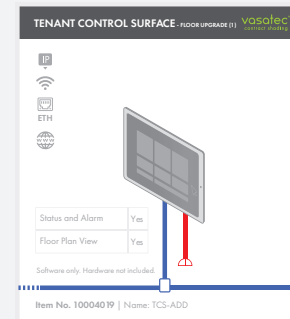 TENANT CONTROL SURFACE - FLOOR UPGRADE (1)
vasatec
contract shading
IP
ETH
www
Status and Alarm Yes
Floor Plan View Yes
Software only. Hardware not included.
Item No. 10004019 | Name: TCS-ADD